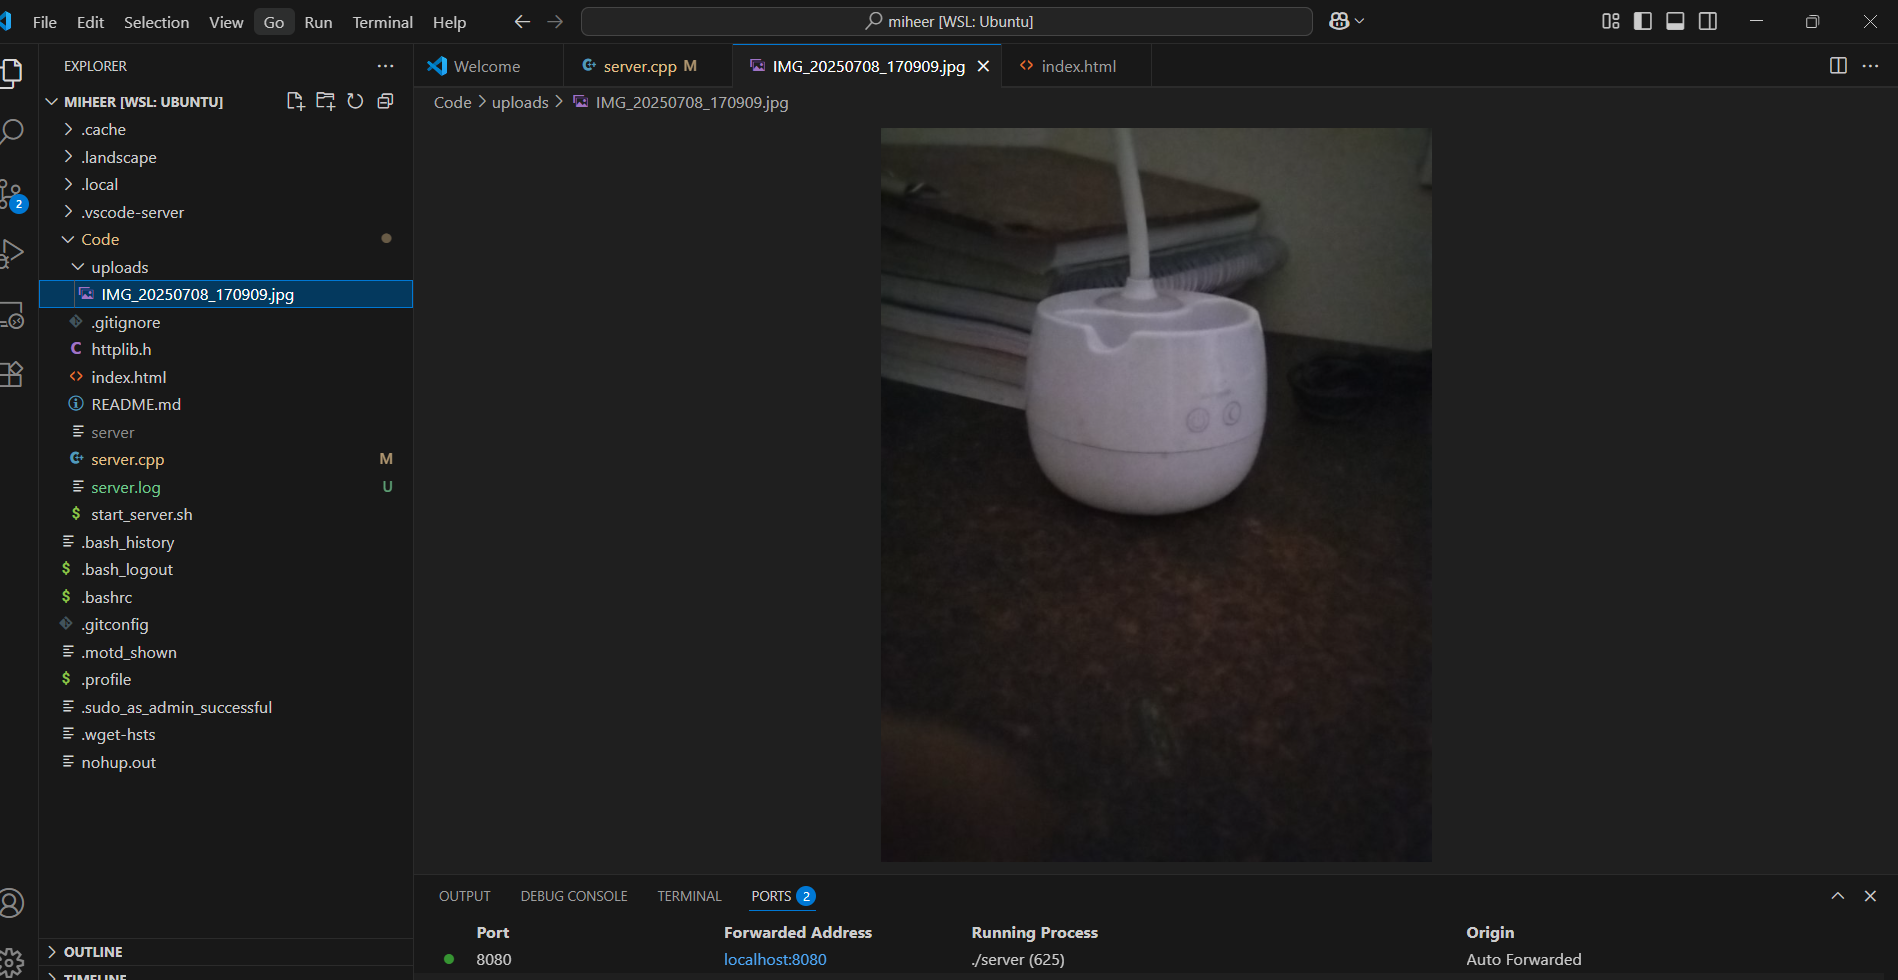 File Edit Selection View Go Run Terminal Help
miheer [WSL: Ubuntu]
EXPLORER
MIHEER [WSL: UBUNTU]
.cache
.landscape
.local
.vscode-server
Code
uploads
IMG_20250708_170909.jpg
.gitignore
C httplib.h
index.html
README.md
server
server.cpp M
server.log U
$ start_server.sh
.bash_history
$ .bash_logout
$ .bashrc
.gitconfig
.motd_shown
$ .profile
.sudo_as_admin_successful
.wget-hsts
nohup.out
OUTLINE
TIMELINE
2
Welcome
server.cpp M
IMG_20250708_170909.jpg
index.html
Code > uploads > IMG_20250708_170909.jpg
OUTPUT DEBUG CONSOLE TERMINAL PORTS 2
Port Forwarded Address Running Process Origin
8080 localhost:8080 ./server (625) Auto Forwarded